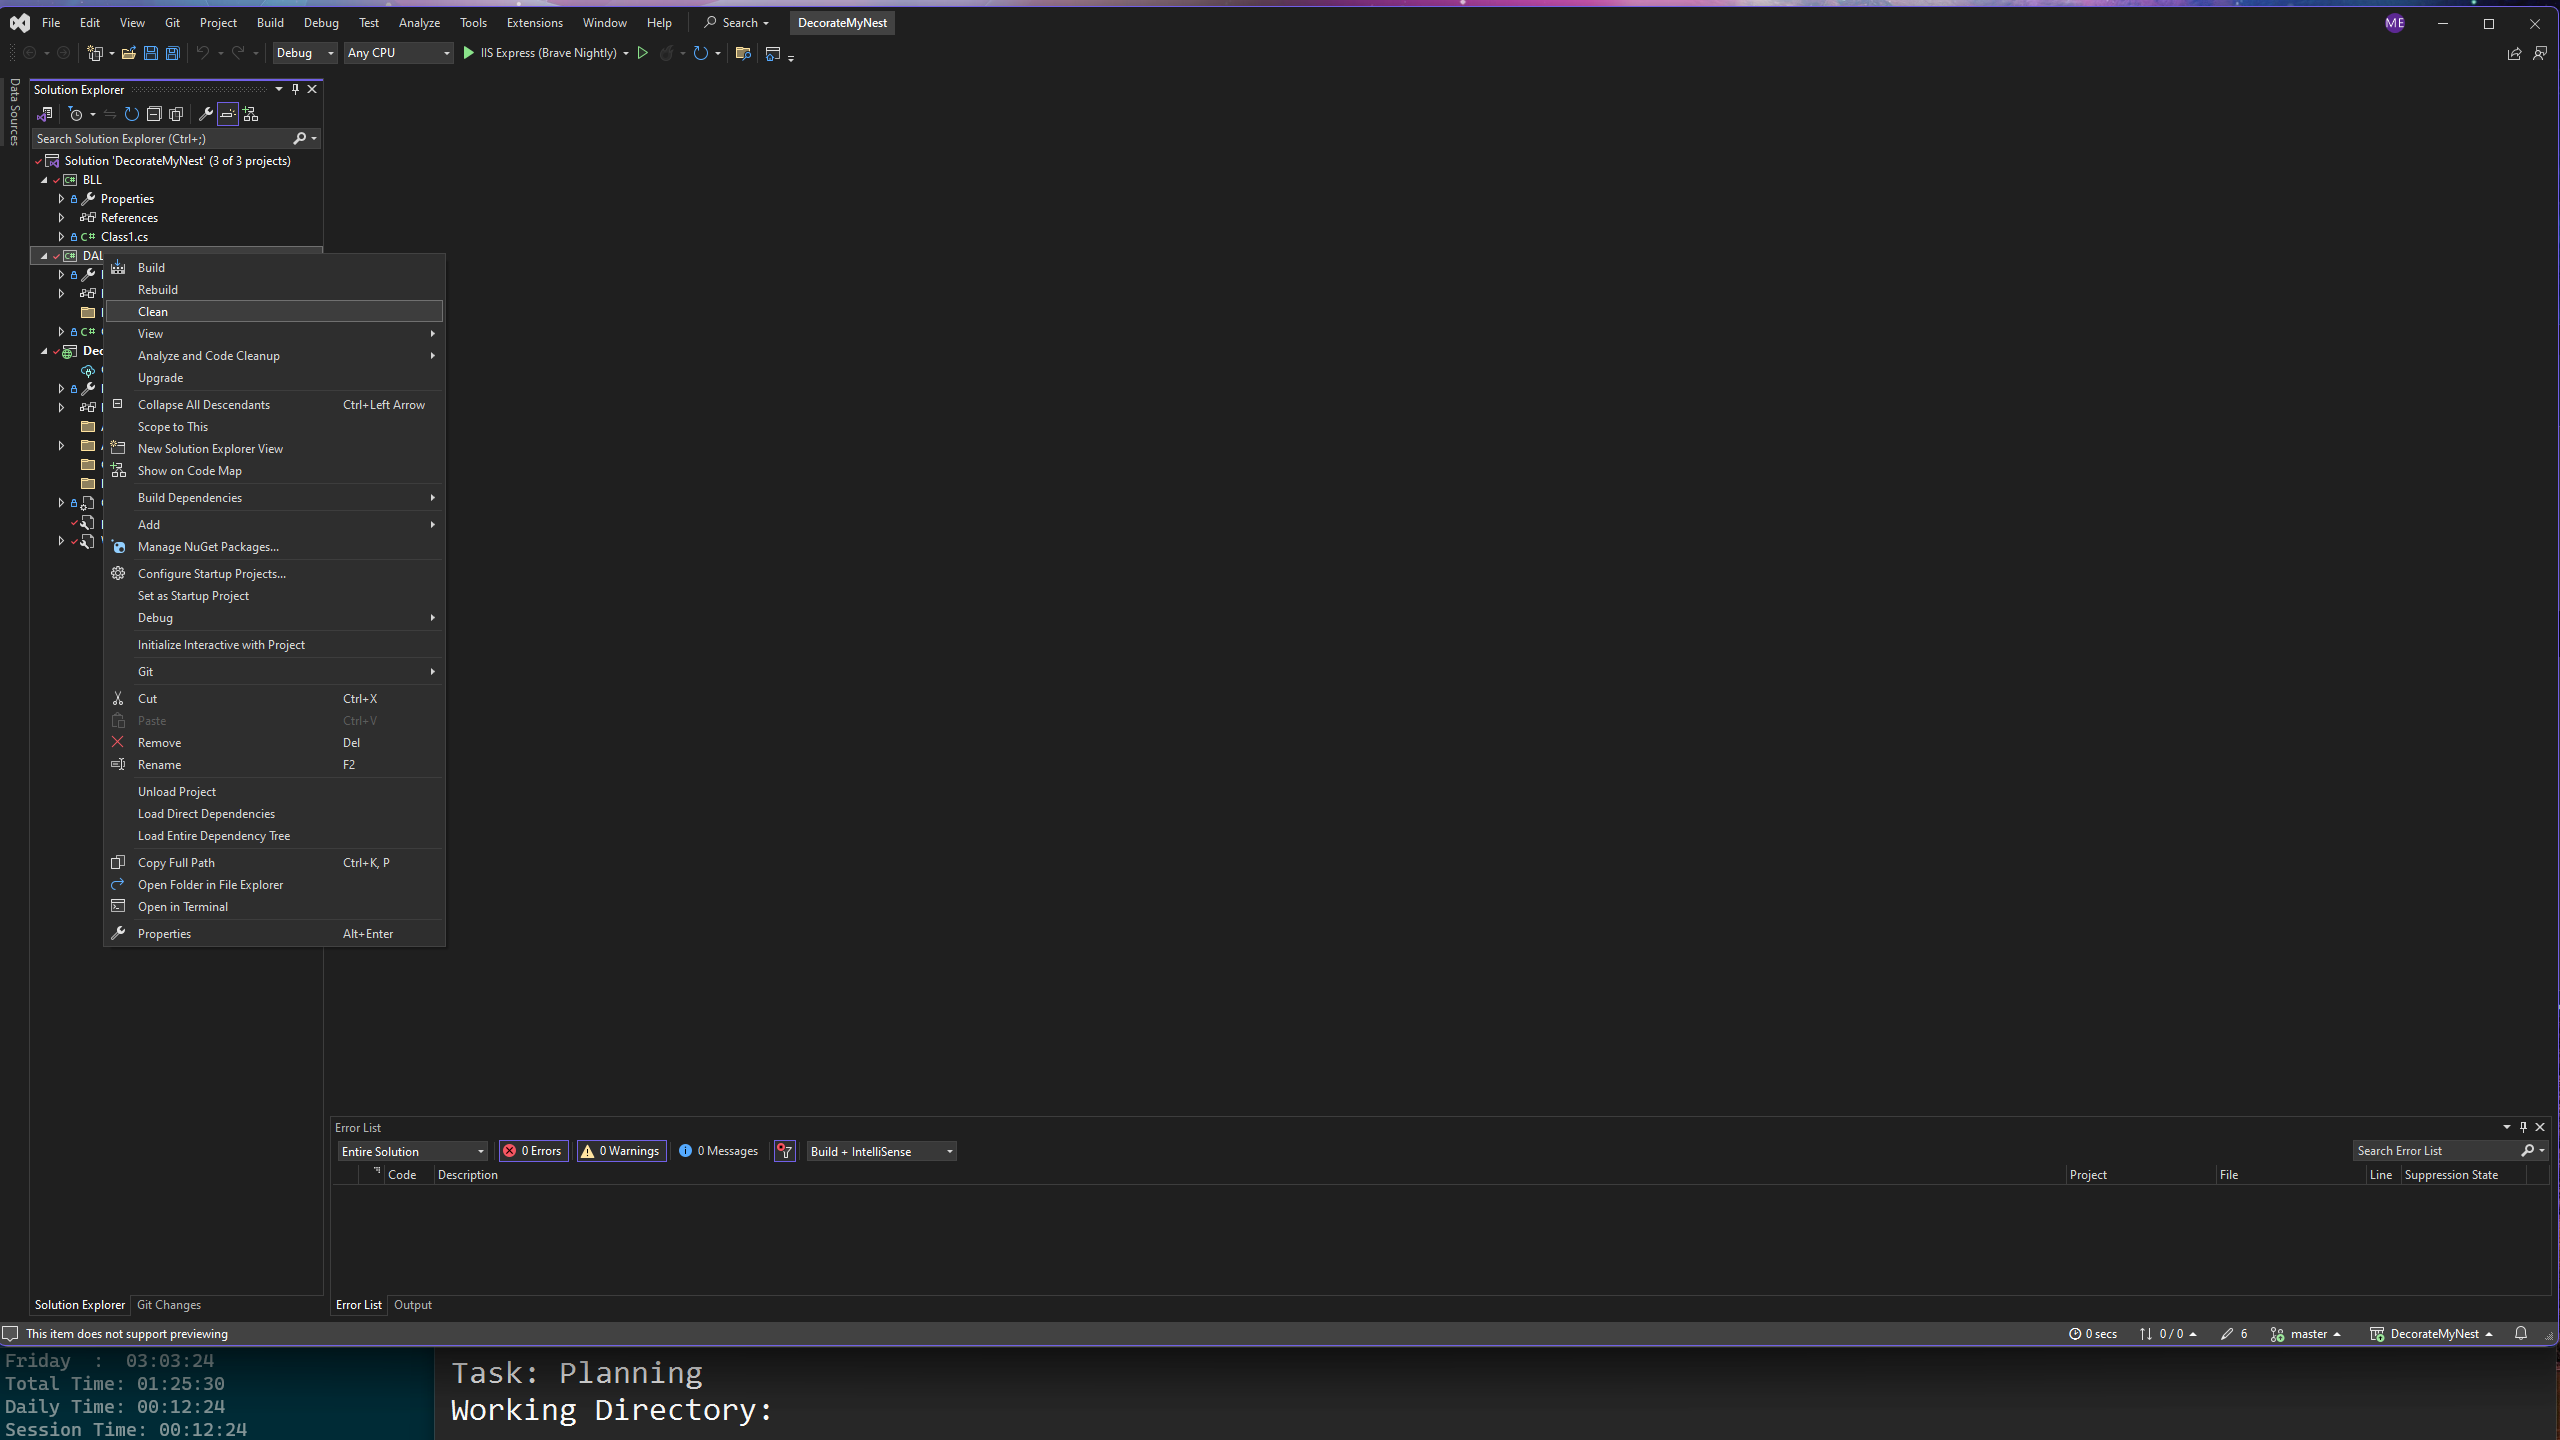 File Edit View Git Project Build Debug Test Analyze Tools Extensions Window Help Search DecorateMyNest ME
Debug Any CPU IIS Express (Brave Nightly)
Data Sources
Solution Explorer
Search Solution Explorer (Ctrl+;)
Solution 'DecorateMyNest' (3 of 3 projects)
C# BLL
Properties
References
C# Class1.cs
C# DAL
C#
Dec
Build
Rebuild
Clean
View
Analyze and Code Cleanup
Upgrade
Collapse All Descendants Ctrl+Left Arrow
Scope to This
New Solution Explorer View
Show on Code Map
Build Dependencies
Add
Manage NuGet Packages...
Configure Startup Projects...
Set as Startup Project
Debug
Initialize Interactive with Project
Git
Cut Ctrl+X
Paste Ctrl+V
Remove Del
Rename F2
Unload Project
Load Direct Dependencies
Load Entire Dependency Tree
Copy Full Path Ctrl+K, P
Open Folder in File Explorer
Open in Terminal
Properties Alt+Enter
Error List
Entire Solution 0 Errors 0 Warnings 0 Messages Build + IntelliSense Search Error List
Code Description Project File Line Suppression State
Solution Explorer Git Changes Error List Output
This item does not support previewing 0 secs 0 / 0 6 master DecorateMyNest
Friday : 03:03:24
Total Time: 01:25:30
Daily Time: 00:12:24
Session Time: 00:12:24
Task: Planning
Working Directory: